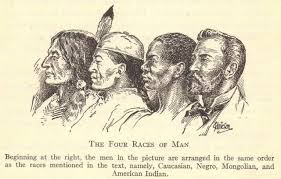 THE FOUR RACES OF MAN
Beginning at the right, the men in the picture are arranged in the same order
as the races mentioned in the text, namely, Caucasian, Negro, Mongolian, and
American Indian.